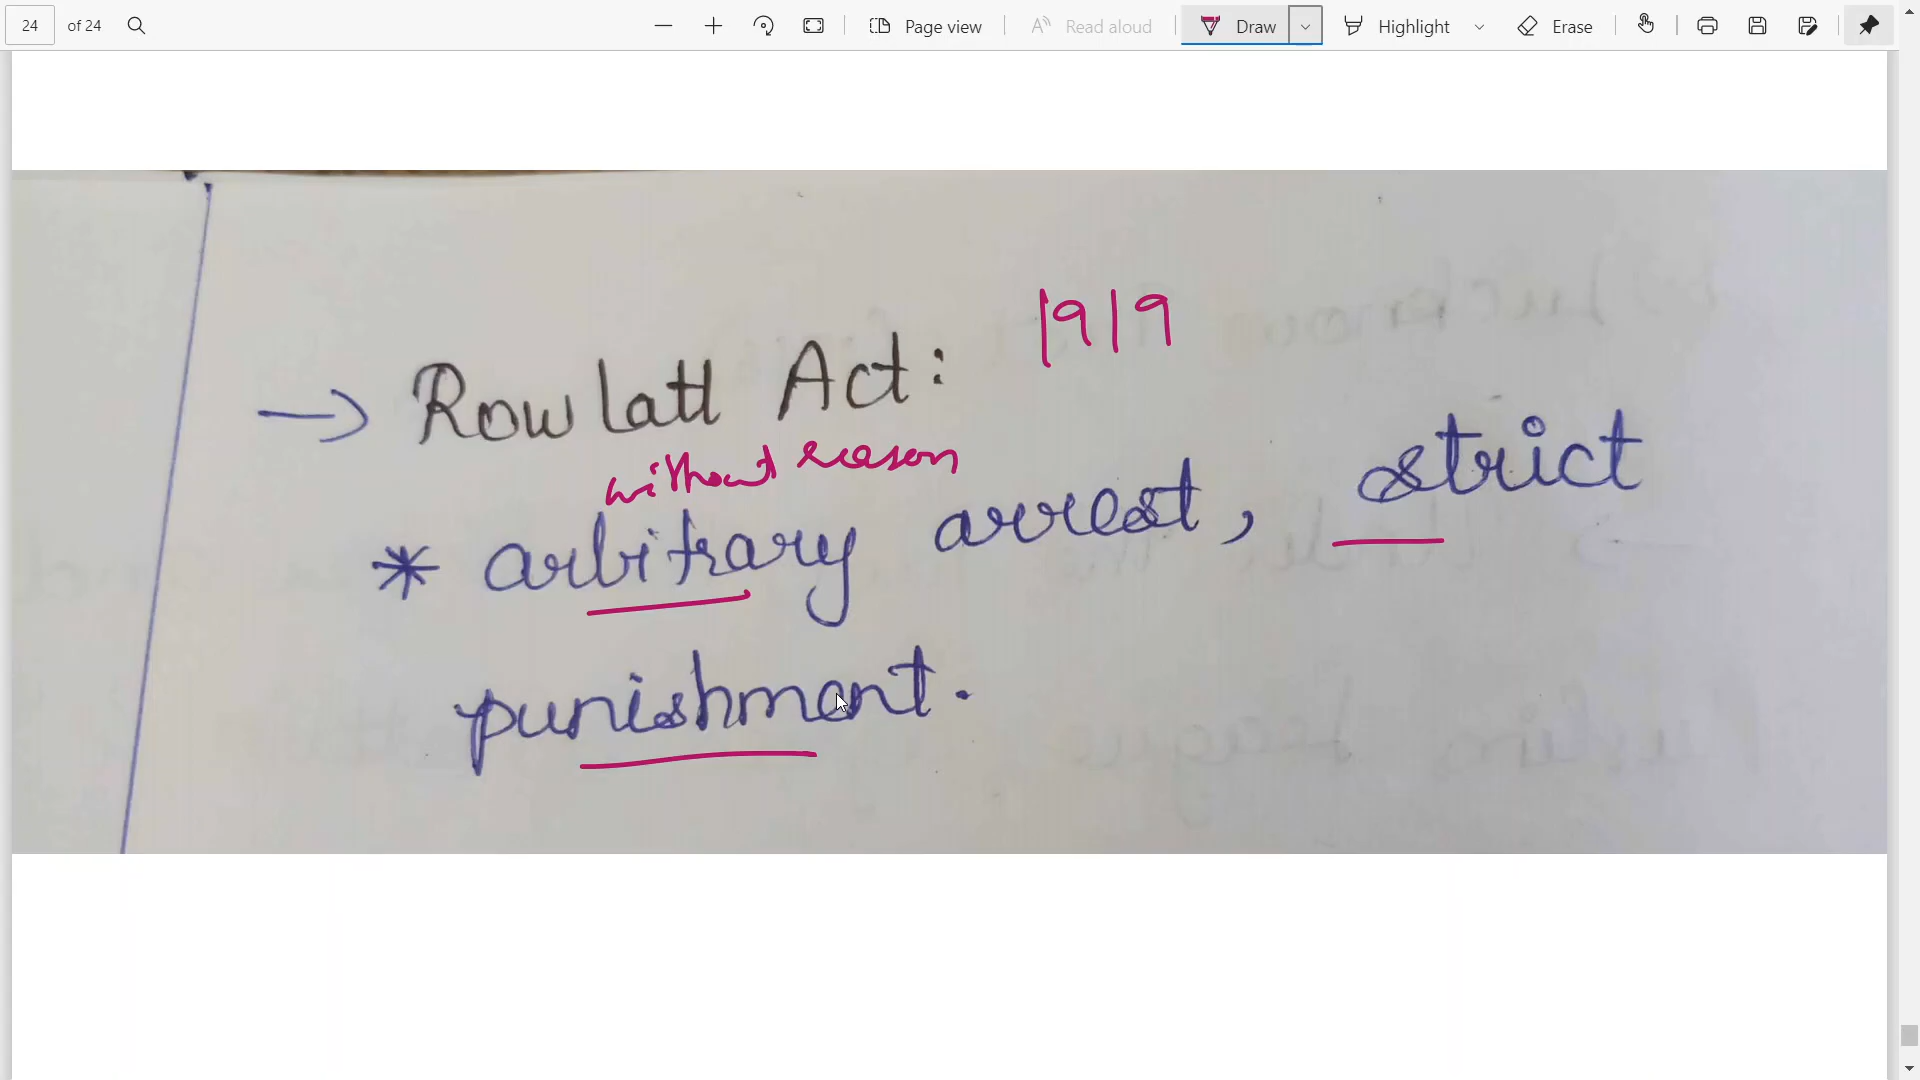 24 of 24 Page view Read aloud Draw Highlight Erase
→ Rowlatt Act: 1919
without reason
* arbitrary arrest, strict
punishment.